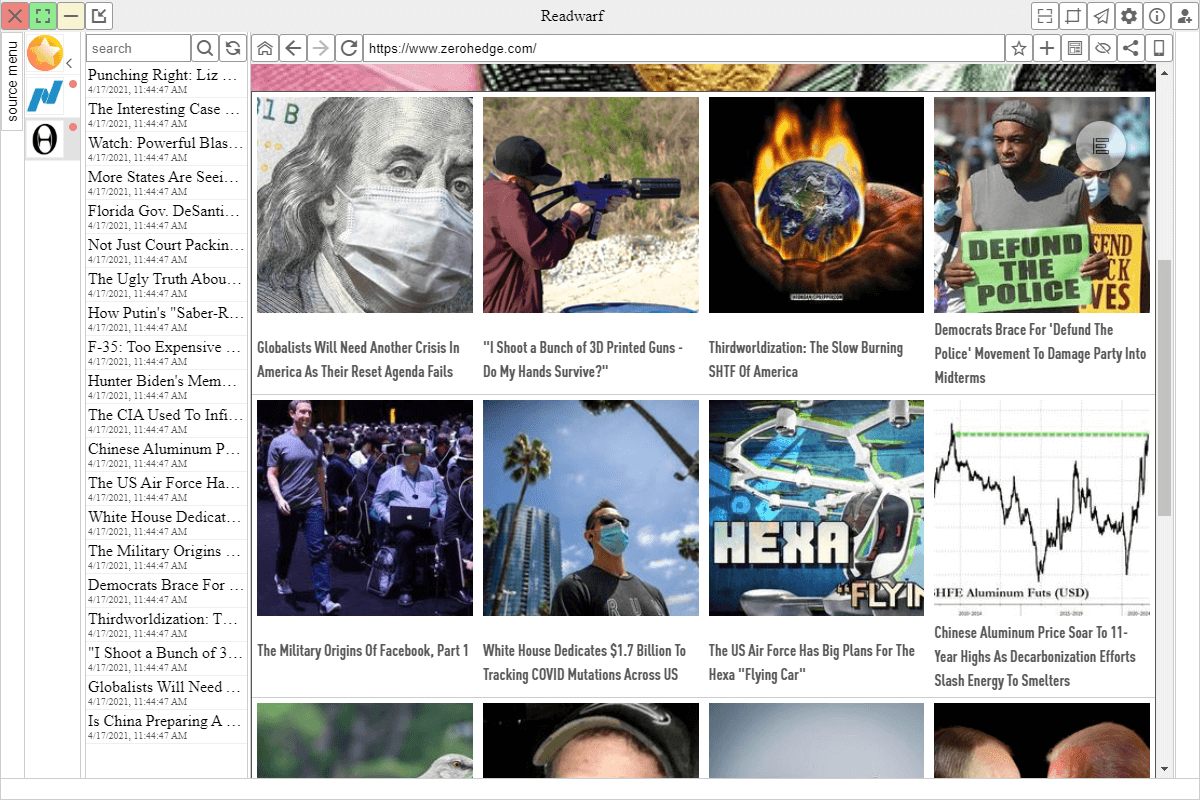 Readwarf
source menu
search
https://www.zerohedge.com/
Punching Right: Liz ...
4/17/2021, 11:44:47 AM
The Interesting Case ...
4/17/2021, 11:44:47 AM
Watch: Powerful Blas...
4/17/2021, 11:44:47 AM
More States Are Seei...
4/17/2021, 11:44:47 AM
Florida Gov. DeSanti...
4/17/2021, 11:44:47 AM
Not Just Court Packin...
4/17/2021, 11:44:47 AM
The Ugly Truth Abou...
4/17/2021, 11:44:47 AM
How Putin's "Saber-R...
4/17/2021, 11:44:47 AM
F-35: Too Expensive ...
4/17/2021, 11:44:47 AM
Hunter Biden's Mem...
4/17/2021, 11:44:47 AM
The CIA Used To Infi...
4/17/2021, 11:44:47 AM
Chinese Aluminum P...
4/17/2021, 11:44:47 AM
The US Air Force Ha...
4/17/2021, 11:44:47 AM
White House Dedicat...
4/17/2021, 11:44:47 AM
The Military Origins ...
4/17/2021, 11:44:47 AM
Democrats Brace For ...
4/17/2021, 11:44:47 AM
Thirdworldization: T...
4/17/2021, 11:44:47 AM
"I Shoot a Bunch of 3...
4/17/2021, 11:44:47 AM
Globalists Will Need ...
4/17/2021, 11:44:47 AM
Is China Preparing A ...
4/17/2021, 11:44:47 AM
1 B
DEFUND
THE
POLICE
FEND
CK
VES
E
Globalists Will Need Another Crisis In
America As Their Reset Agenda Fails
"I Shoot a Bunch of 3D Printed Guns -
Do My Hands Survive?"
Thirdworldization: The Slow Burning
SHTF Of America
Democrats Brace For 'Defund The
Police' Movement To Damage Party Into
Midterms
RU
HEXA
"FLYIN
SHFE Aluminum Futs (USD)
2010-2014
2015-2019
2020-2024
The Military Origins Of Facebook, Part 1
White House Dedicates $1.7 Billion To
Tracking COVID Mutations Across US
The US Air Force Has Big Plans For The
Hexa "Flying Car"
Chinese Aluminum Price Soar To 11-
Year Highs As Decarbonization Efforts
Slash Energy To Smelters